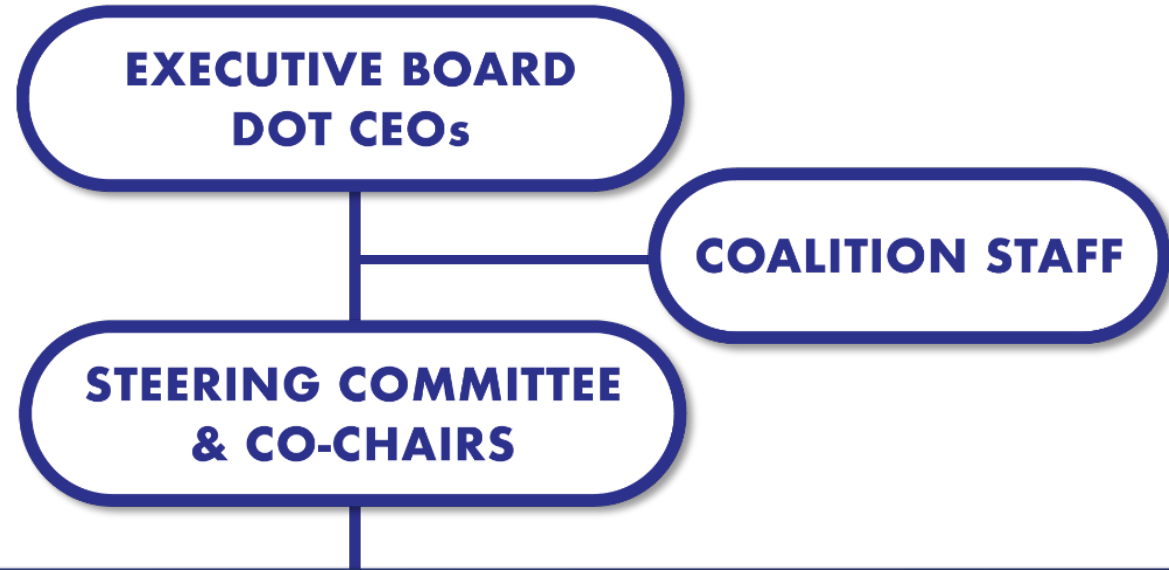 EXECUTIVE BOARD
DOT CEOs
COALITION STAFF
STEERING COMMITTEE
& CO-CHAIRS